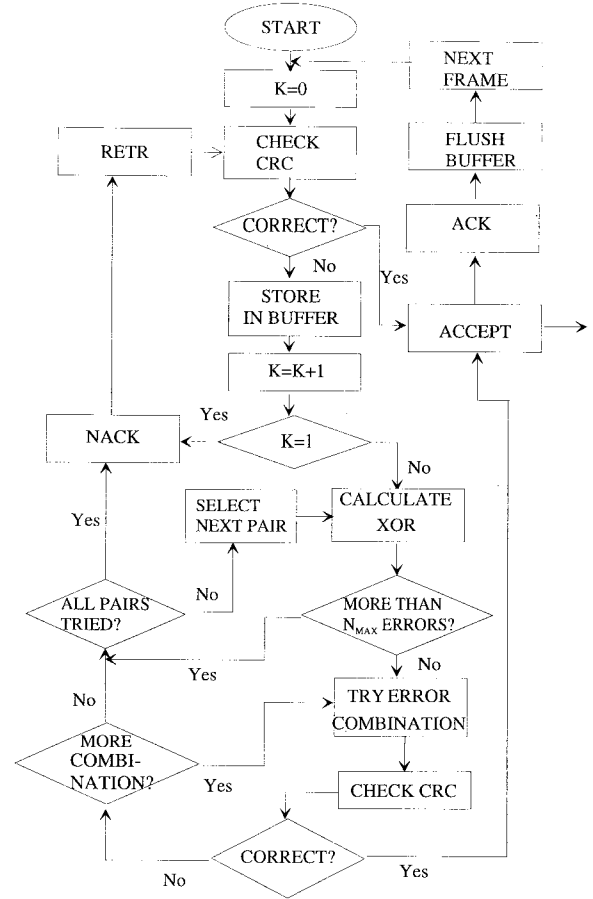 START
NEXT
FRAME
K=0
RETR
CHECK
CRC
FLUSH
BUFFER
CORRECT?
ACK
No
Yes
STORE
IN BUFFER
ACCEPT
K=K+1
Yes
NACK
K=1
No
SELECT
NEXT PAIR
CALCULATE
XOR
Yes
No
ALL PAIRS
TRIED?
MORE THAN
NMAX ERRORS?
Yes
No
No
TRY ERROR
COMBINATION
MORE
COMBI-
NATION?
Yes
CHECK CRC
CORRECT?
No
Yes